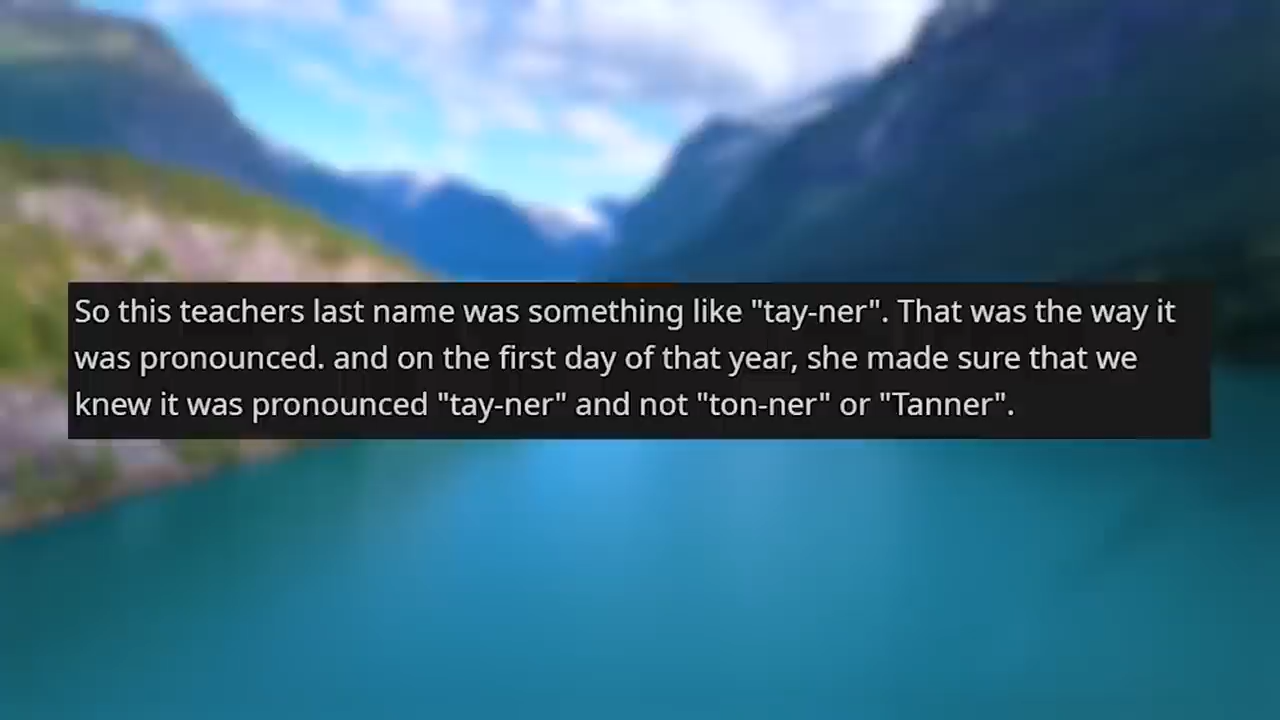 So this teachers last name was something like "tay-ner". That was the way it
was pronounced. and on the first day of that year, she made sure that we
knew it was pronounced "tay-ner" and not "ton-ner" or "Tanner".